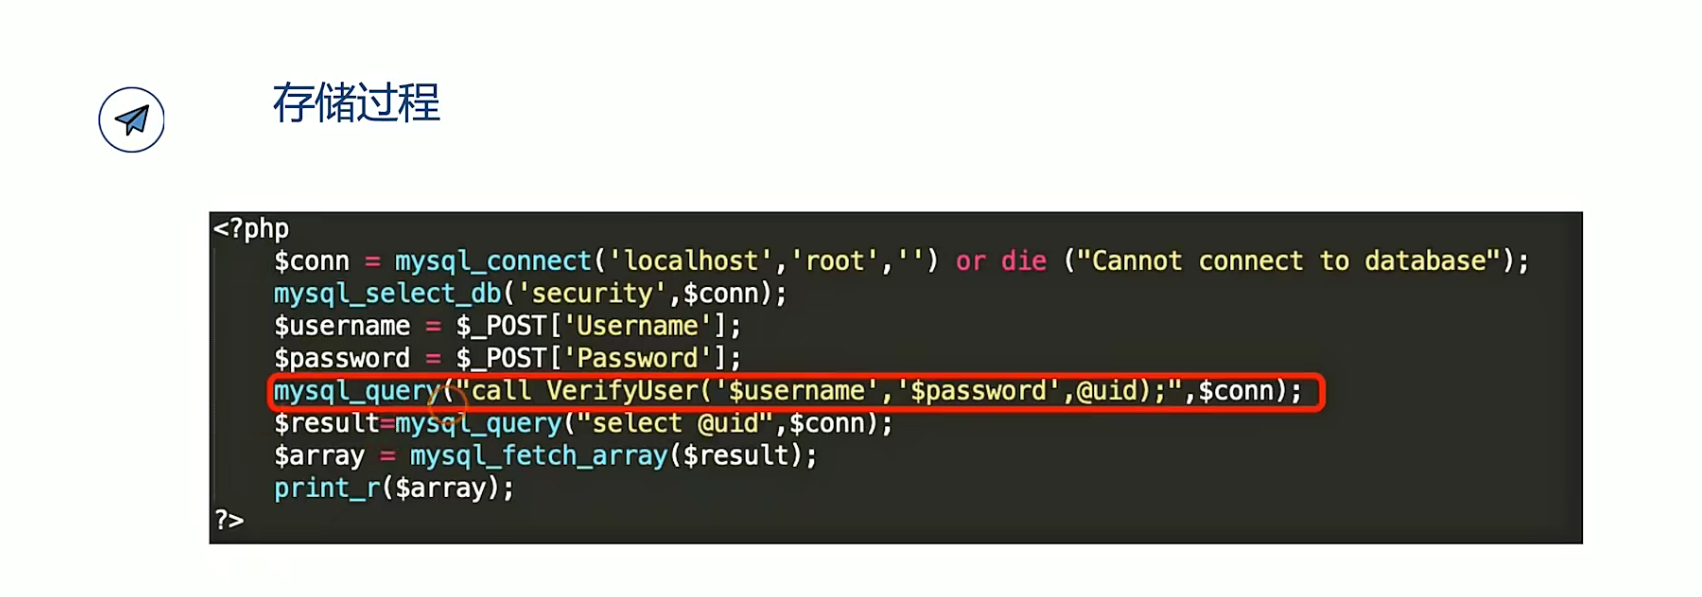 存储过程
<?php
$conn = mysql_connect('localhost','root','') or die ("Cannot connect to database");
mysql_select_db('security',$conn);
$username = $_POST['Username'];
$password = $_POST['Password'];
mysql_query("call VerifyUser('$username','$password',@uid);",$conn);
$result=mysql_query("select @uid",$conn);
$array = mysql_fetch_array($result);
print_r($array);
?>